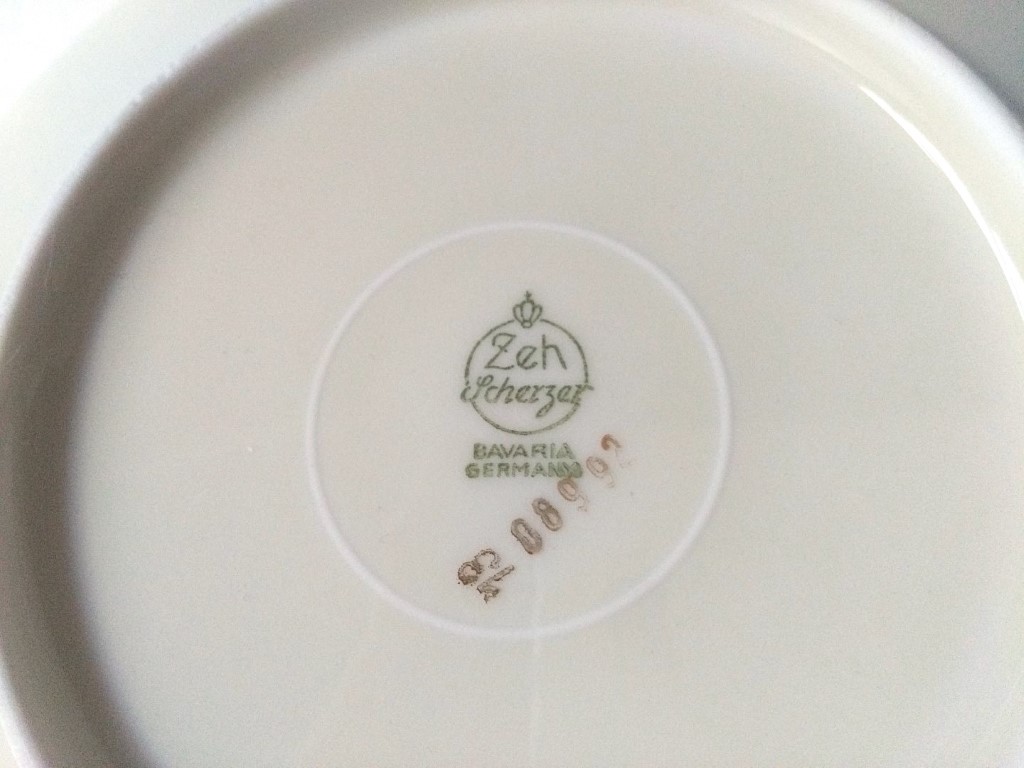 Zeh
Scherzer
BAVARIA
GERMANY